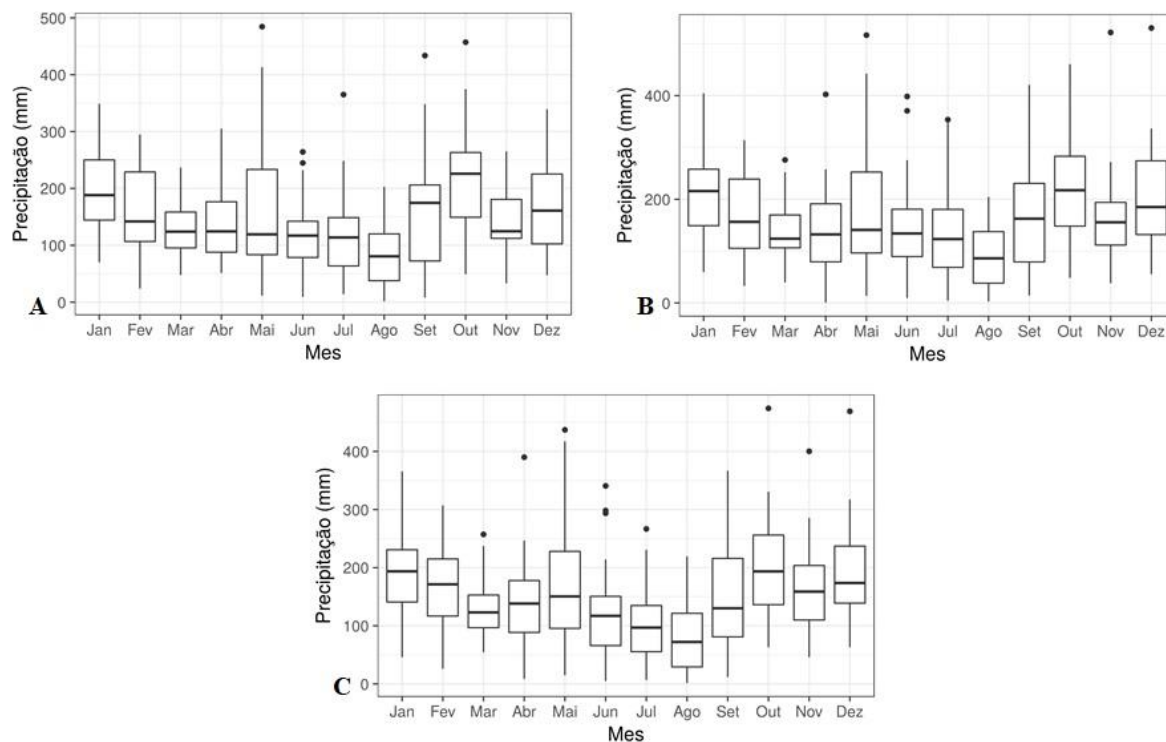 500
400
300
200
100
0
Precipitação (mm)
A
Jan Fev Mar Abr Mai Jun Jul Ago Set Out Nov Dez
Mes
400
200
0
Precipitação (mm)
B
Jan Fev Mar Abr Mai Jun Jul Ago Set Out Nov Dez
Mes
400
300
200
100
0
Precipitação (mm)
C
Jan Fev Mar Abr Mai Jun Jul Ago Set Out Nov Dez
Mes